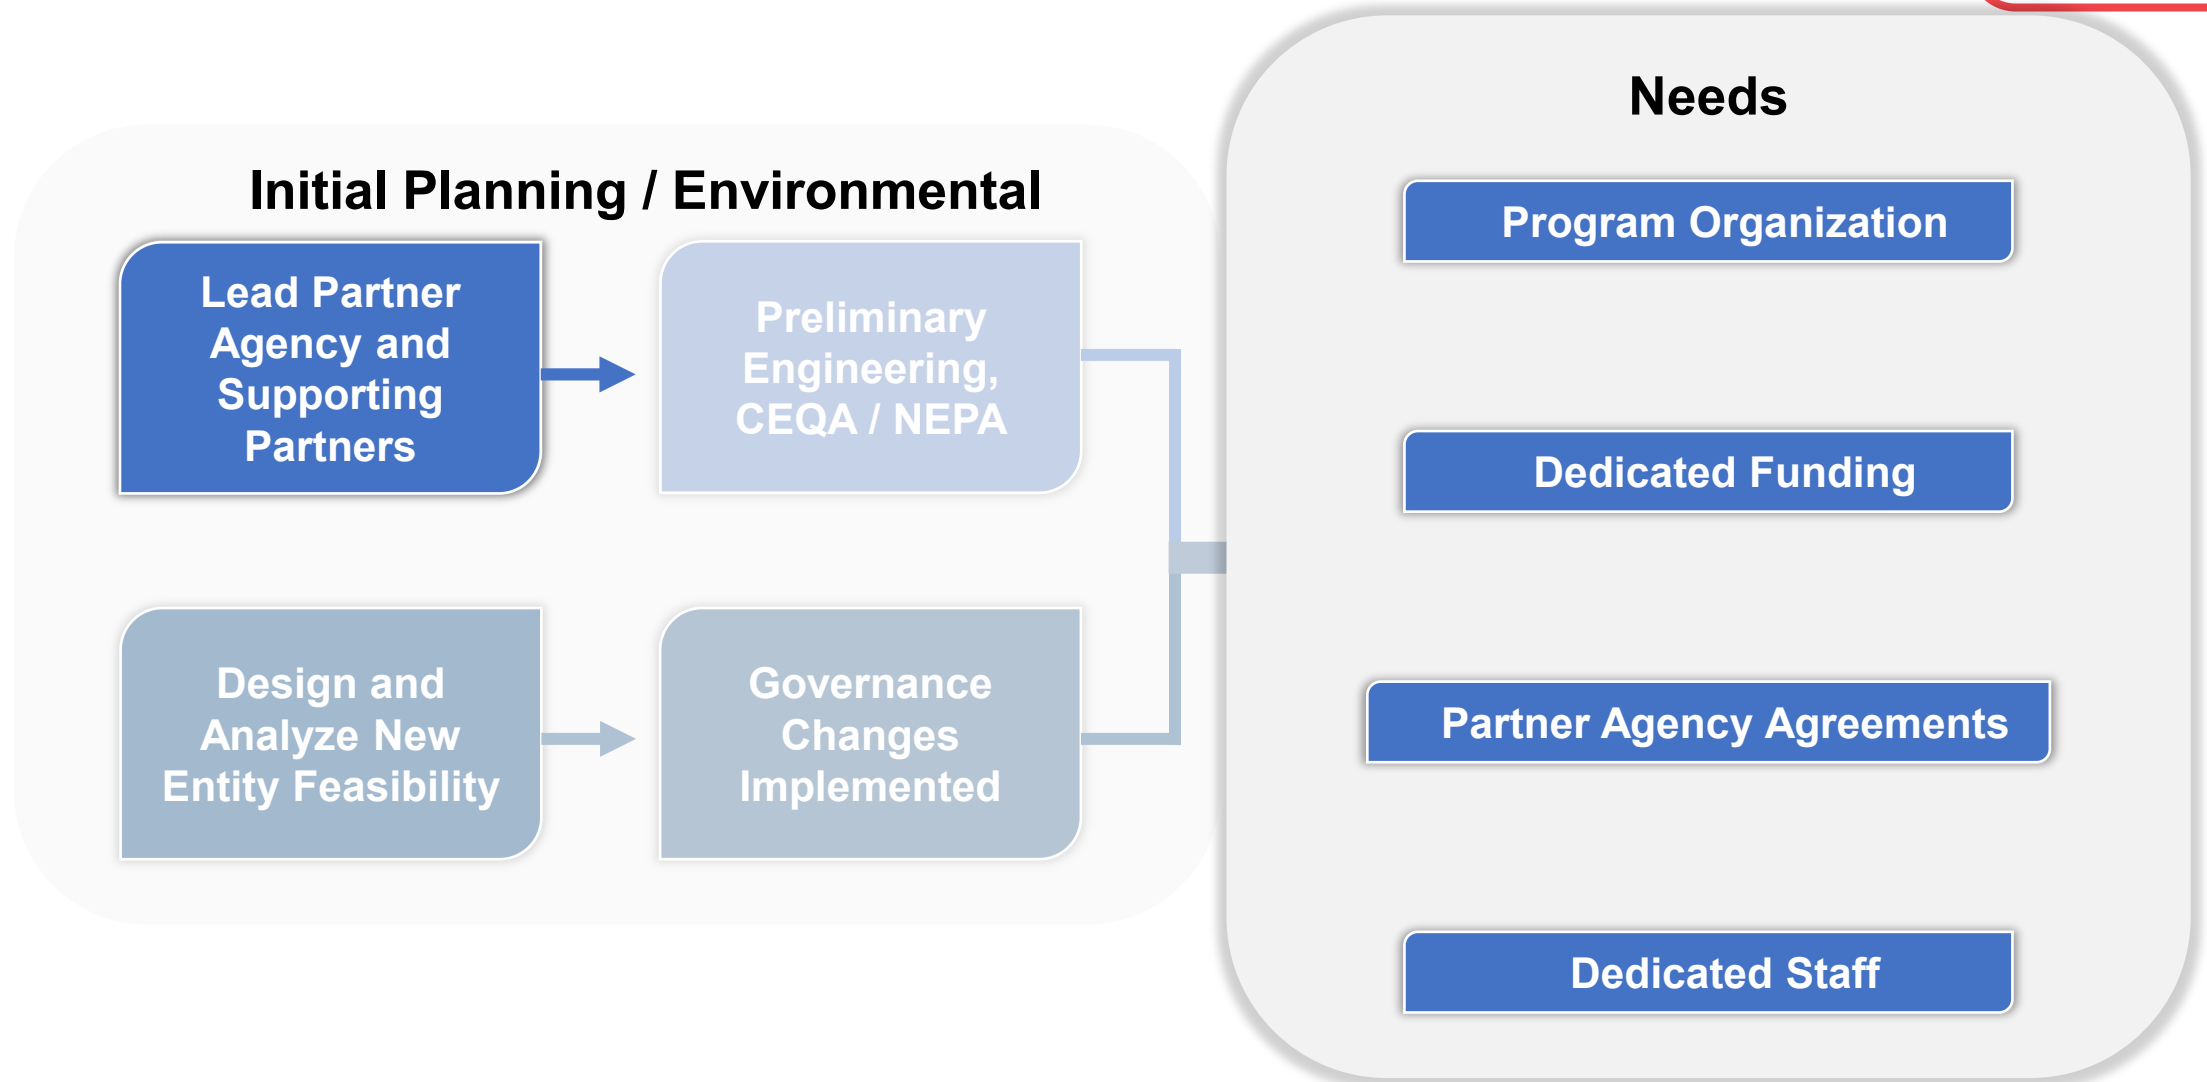 Initial Planning / Environmental
Lead Partner
Agency and
Supporting
Partners
Preliminary
Engineering,
CEQA / NEPA
Design and
Analyze New
Entity Feasibility
Governance
Changes
Implemented
Needs
Program Organization
Dedicated Funding
Partner Agency Agreements
Dedicated Staff